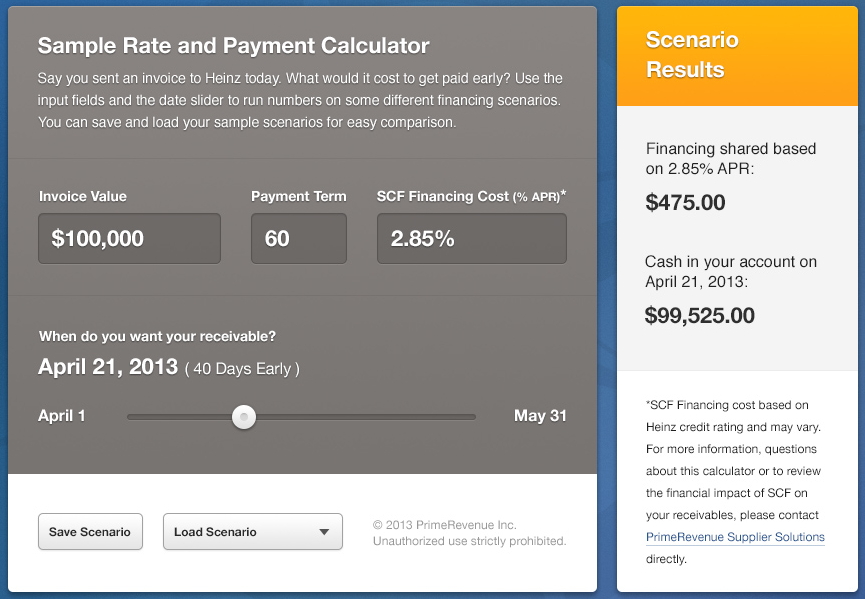 Sample Rate and Payment Calculator
Say you sent an invoice to Heinz today. What would it cost to get paid early? Use the
input fields and the date slider to run numbers on some different financing scenarios.
You can save and load your sample scenarios for easy comparison.
Invoice Value
$100,000
Payment Term
60
SCF Financing Cost (% APR)*
2.85%
When do you want your receivable?
April 21, 2013 ( 40 Days Early )
April 1
May 31
Save Scenario
Load Scenario
© 2013 PrimeRevenue Inc.
Unauthorized use strictly prohibited.
Scenario
Results
Financing shared based
on 2.85% APR:
$475.00
Cash in your account on
April 21, 2013:
$99,525.00
*SCF Financing cost based on
Heinz credit rating and may vary.
For more information, questions
about this calculator or to review
the financial impact of SCF on
your receivables, please contact
PrimeRevenue Supplier Solutions
directly.